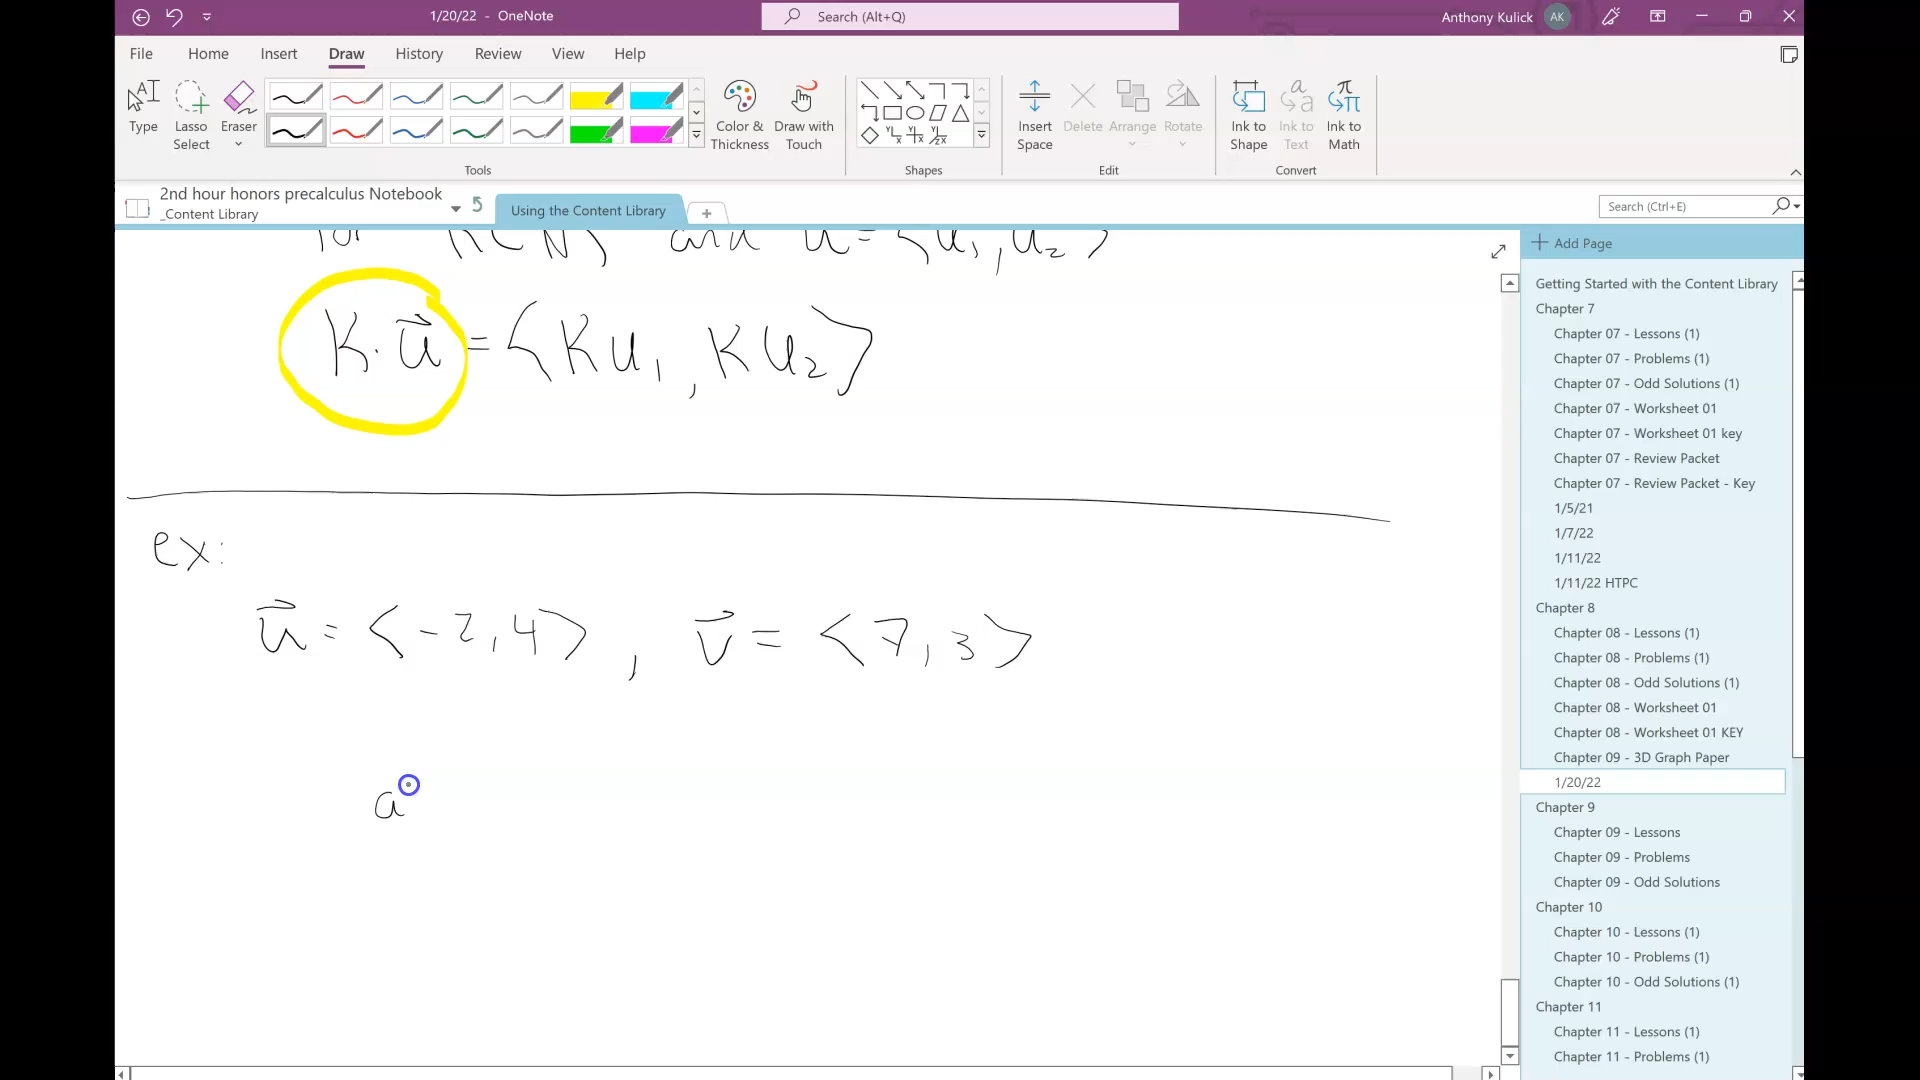 1/20/22 - OneNote
Search (Alt+Q)
Anthony Kulick AK
File Home Insert Draw History Review View Help
Type
Lasso Select
Eraser
Color & Thickness
Draw with Touch
Insert Space
Delete
Arrange
Rotate
Ink to Shape
Ink to Text
Ink to Math
Tools Shapes Edit Convert
2nd hour honors precalculus Notebook
_Content Library
Using the Content Library
Search (Ctrl+E)
and u⃗ = ⟨u₁, u₂⟩
K·u⃗ = ⟨Ku₁, Ku₂⟩
ex:
u⃗ = ⟨-2, 4⟩, v⃗ = ⟨7, 3⟩
a
Add Page
Getting Started with the Content Library
Chapter 7
Chapter 07 - Lessons (1)
Chapter 07 - Problems (1)
Chapter 07 - Odd Solutions (1)
Chapter 07 - Worksheet 01
Chapter 07 - Worksheet 01 key
Chapter 07 - Review Packet
Chapter 07 - Review Packet - Key
1/5/21
1/7/22
1/11/22
1/11/22 HTPC
Chapter 8
Chapter 08 - Lessons (1)
Chapter 08 - Problems (1)
Chapter 08 - Odd Solutions (1)
Chapter 08 - Worksheet 01
Chapter 08 - Worksheet 01 KEY
Chapter 09 - 3D Graph Paper
1/20/22
Chapter 9
Chapter 09 - Lessons
Chapter 09 - Problems
Chapter 09 - Odd Solutions
Chapter 10
Chapter 10 - Lessons (1)
Chapter 10 - Problems (1)
Chapter 10 - Odd Solutions (1)
Chapter 11
Chapter 11 - Lessons (1)
Chapter 11 - Problems (1)